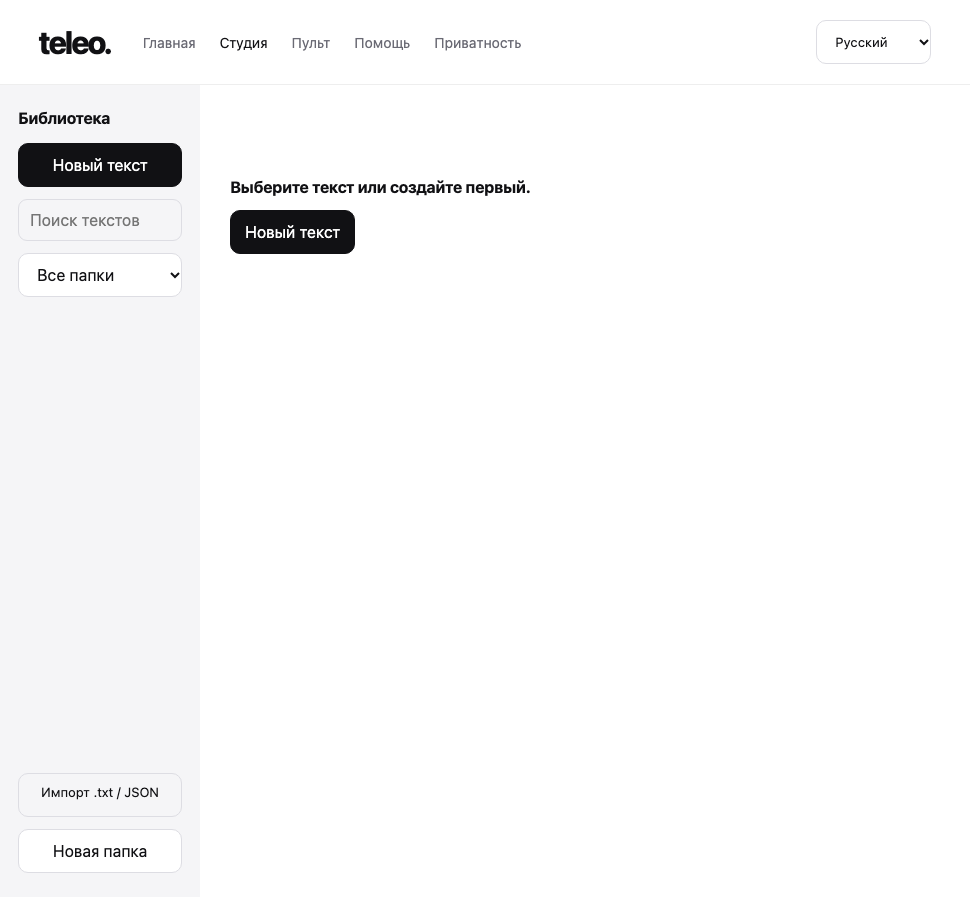 teleo.
Главная
Студия
Пульт
Помощь
Приватность
Русский
Библиотека
Новый текст
Поиск текстов
Все папки
Импорт .txt / JSON
Новая папка
Выберите текст или создайте первый.
Новый текст